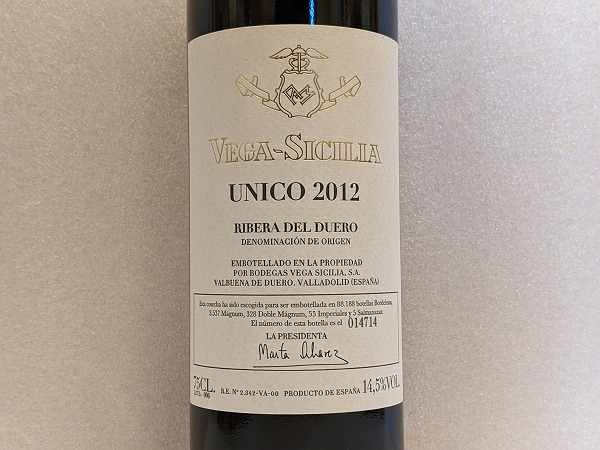 VEGA-SICILIA
UNICO 2012
RIBERA DEL DUERO
DENOMINACIÓN DE ORIGEN
EMBOTELLADO EN LA PROPIEDAD
POR BODEGAS VEGA SICILIA, S.A.
VALBUENA DE DUERO. VALLADOLID (ESPAÑA)
Esta cosecha ha sido escogida para ser embotellada en 88.188 botellas Bordelesas,
3.537 Mágnum, 328 Doble Mágnum, 55 Imperiales y 5 Salmanazar
El número de esta botella es el 014714
LA PRESIDENTA
Marta Alvarez
75CL. R.E. Nº 2.342-VA-00 PRODUCTO DE ESPAÑA 14,5%VOL.